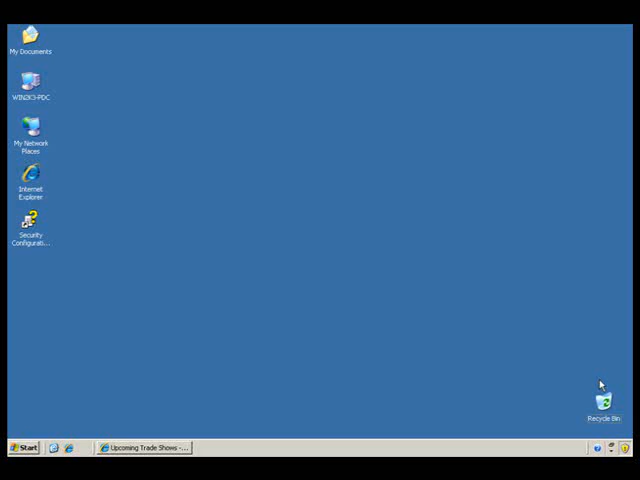 My Documents
WIN2K3-PDC
My Network
Places
Internet
Explorer
Security
Configurati...
Recycle Bin
Start
Upcoming Trade Shows - ...